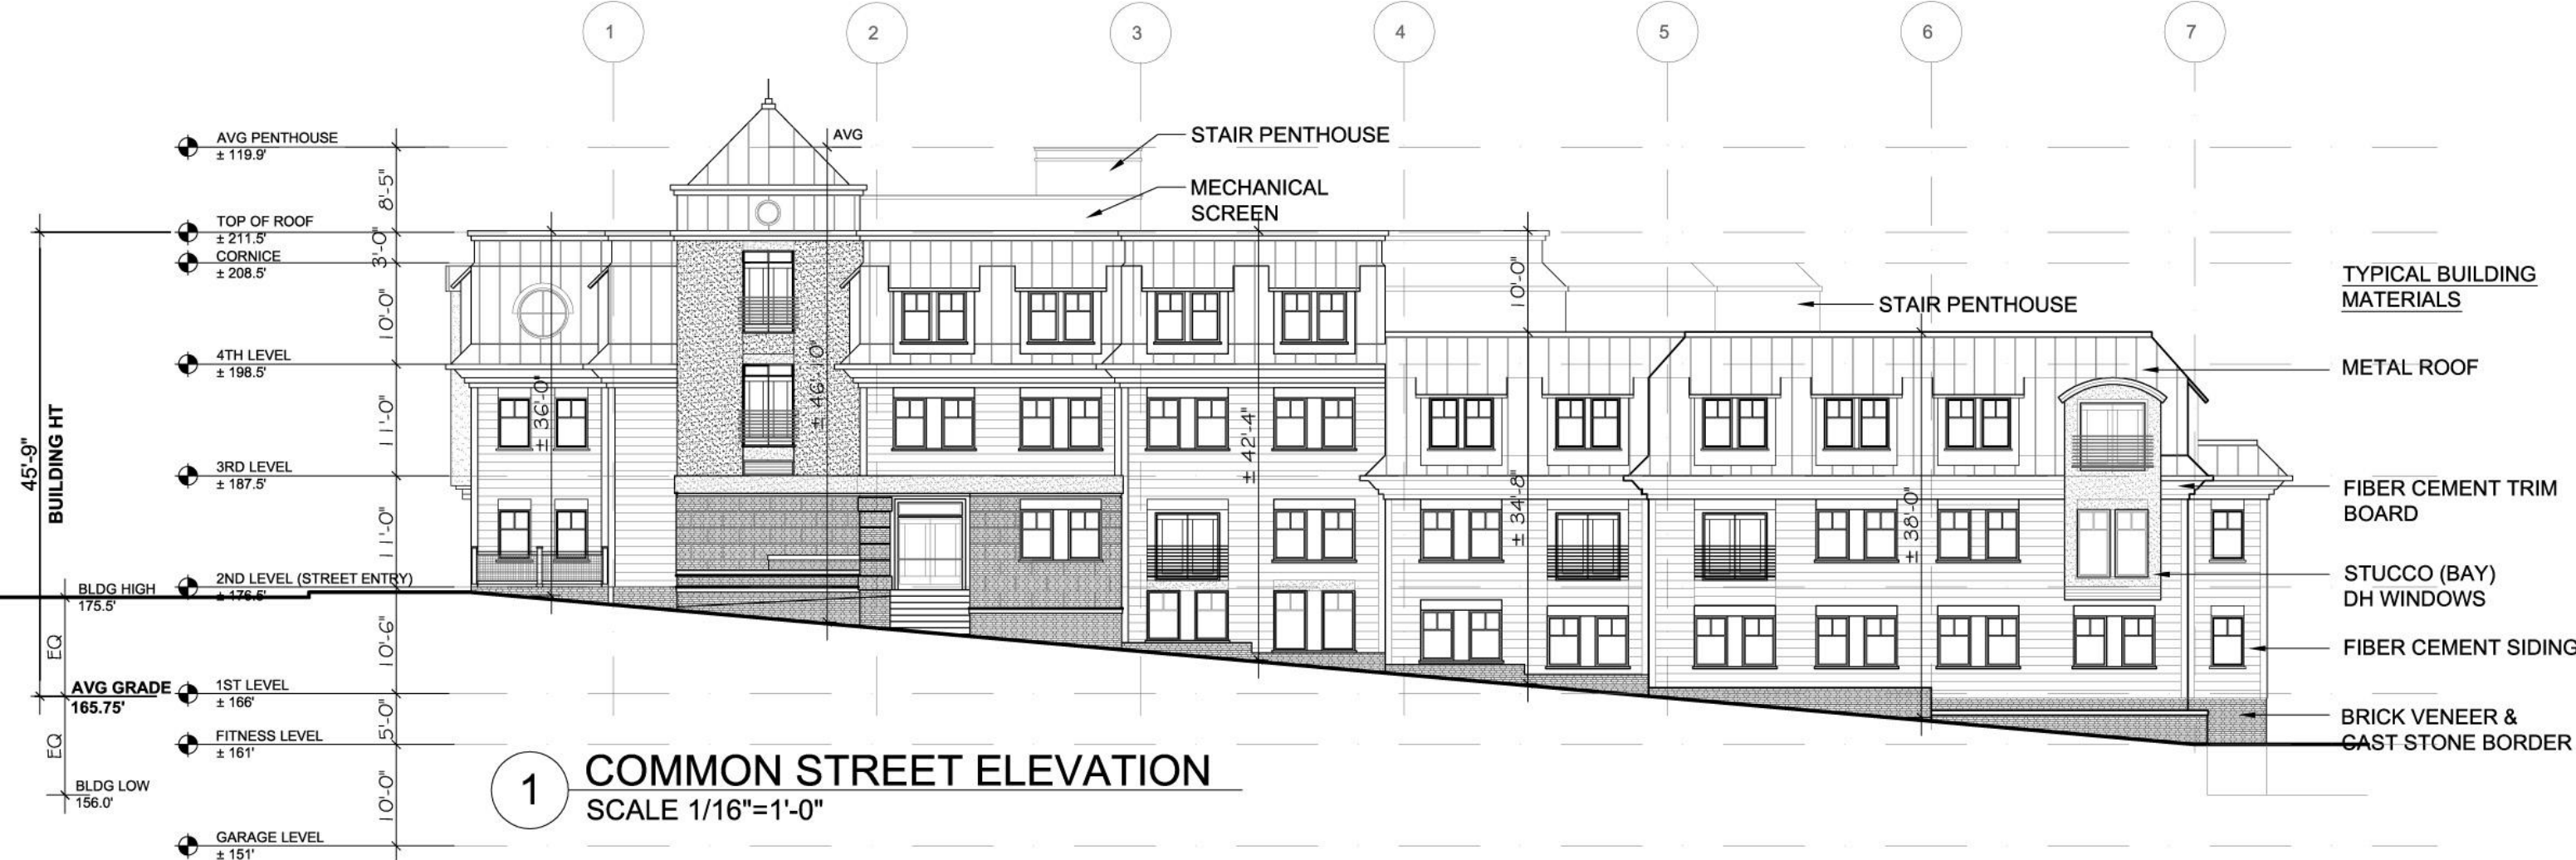 1
2
3
4
5
6
7
AVG PENTHOUSE
± 119.9'
TOP OF ROOF
± 211.5'
CORNICE
± 208.5'
4TH LEVEL
± 198.5'
3RD LEVEL
± 187.5'
2ND LEVEL (STREET ENTRY)
± 176.5'
1ST LEVEL
± 166'
FITNESS LEVEL
± 161'
GARAGE LEVEL
± 151'
8'-5"
3'-0"
10'-0"
11'-0"
11'-0"
10'-6"
5'-0"
10'-0"
45'-9"
BUILDING HT
BLDG HIGH
175.5'
EQ
AVG GRADE
165.75'
EQ
BLDG LOW
156.0'
AVG
STAIR PENTHOUSE
MECHANICAL
SCREEN
± 36'-0"
± 46'-10"
± 42'-4"
10'-0"
± 34'-8"
± 38'-0"
STAIR PENTHOUSE
TYPICAL BUILDING
MATERIALS
METAL ROOF
FIBER CEMENT TRIM
BOARD
STUCCO (BAY)
DH WINDOWS
FIBER CEMENT SIDING
BRICK VENEER &
CAST STONE BORDER
1
COMMON STREET ELEVATION
SCALE 1/16"=1'-0"